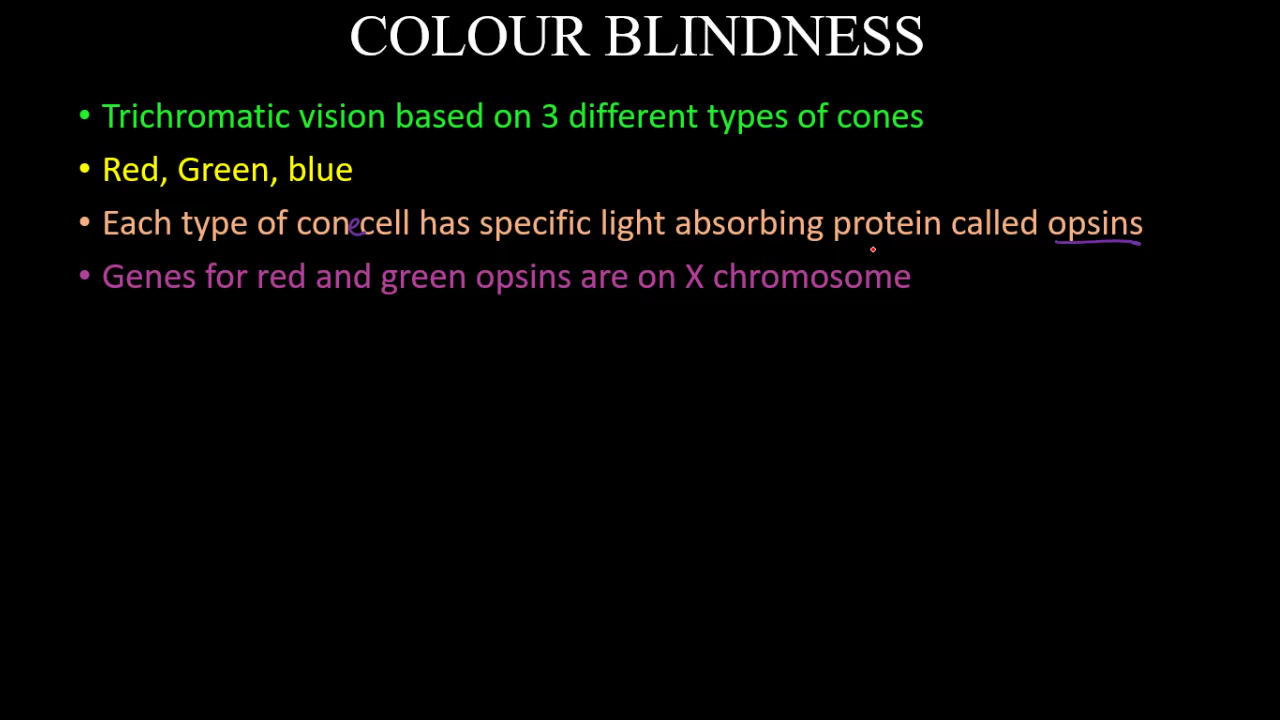 COLOUR BLINDNESS
• Trichromatic vision based on 3 different types of cones
• Red, Green, blue
• Each type of cone cell has specific light absorbing protein called opsins
• Genes for red and green opsins are on X chromosome